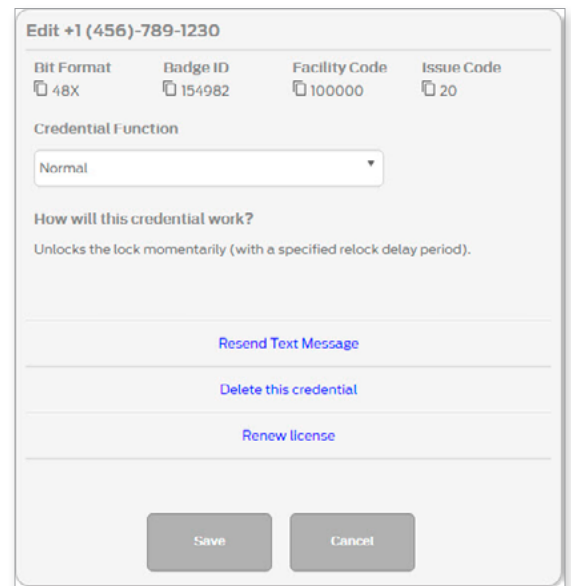 Edit +1 (456)-789-1230
Bit Format Badge ID Facility Code Issue Code
48X 154982 100000 20
Credential Function
Normal
How will this credential work?
Unlocks the lock momentarily (with a specified relock delay period).
Resend Text Message
Delete this credential
Renew license
Save Cancel